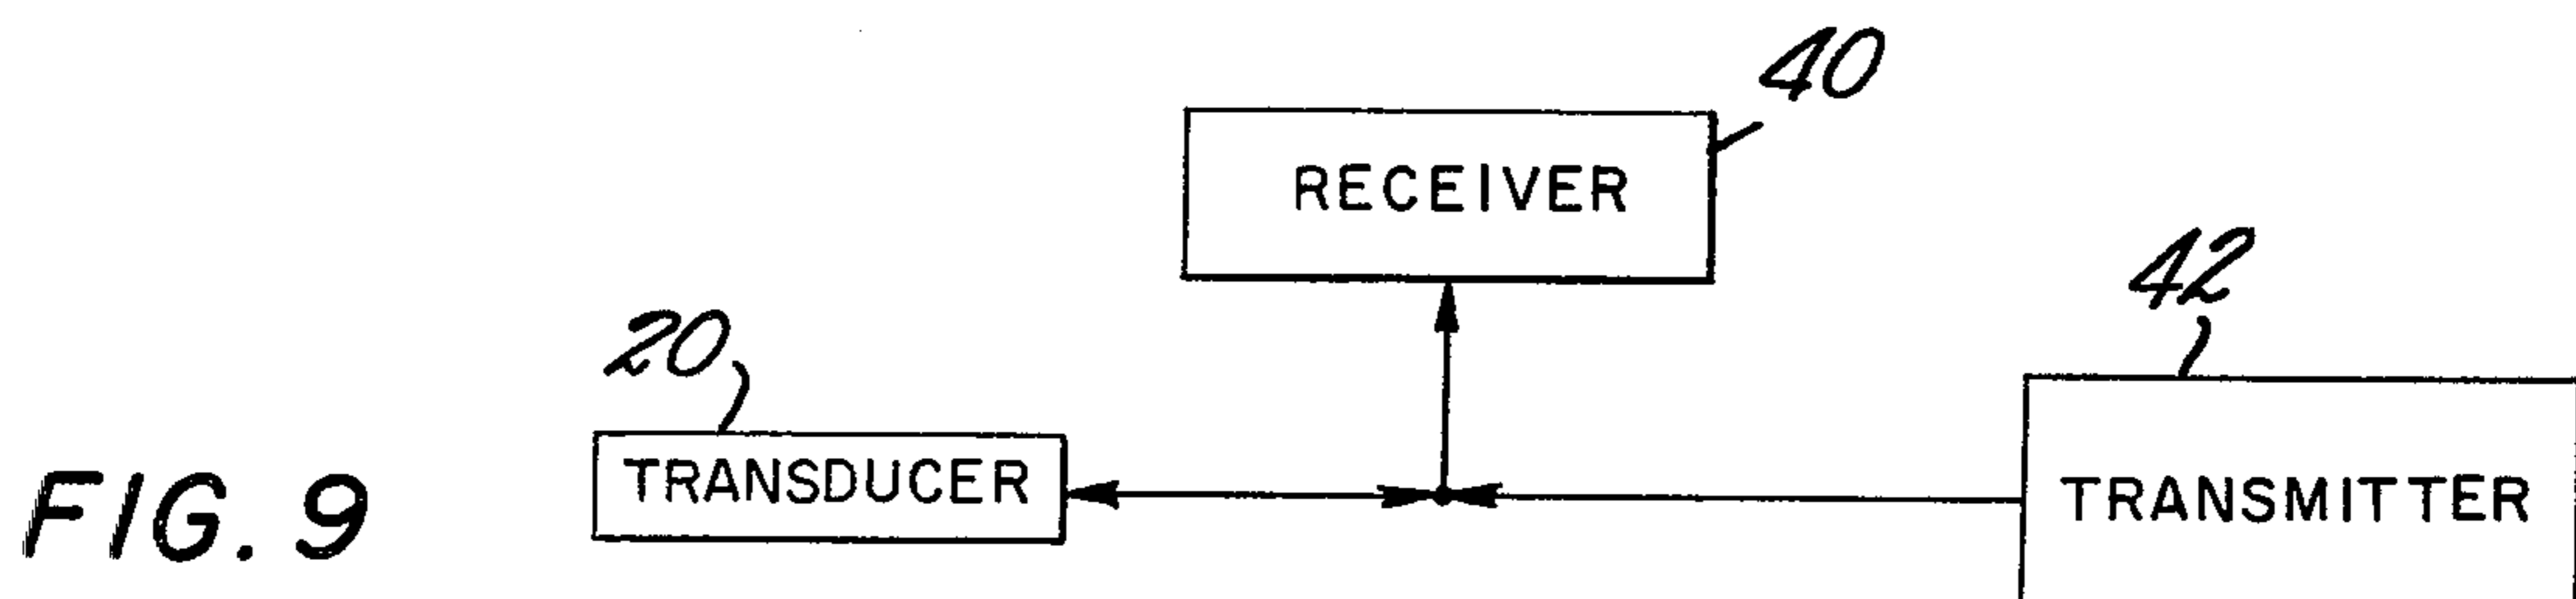 40
RECEIVER
42
20
TRANSDUCER
TRANSMITTER
FIG. 9